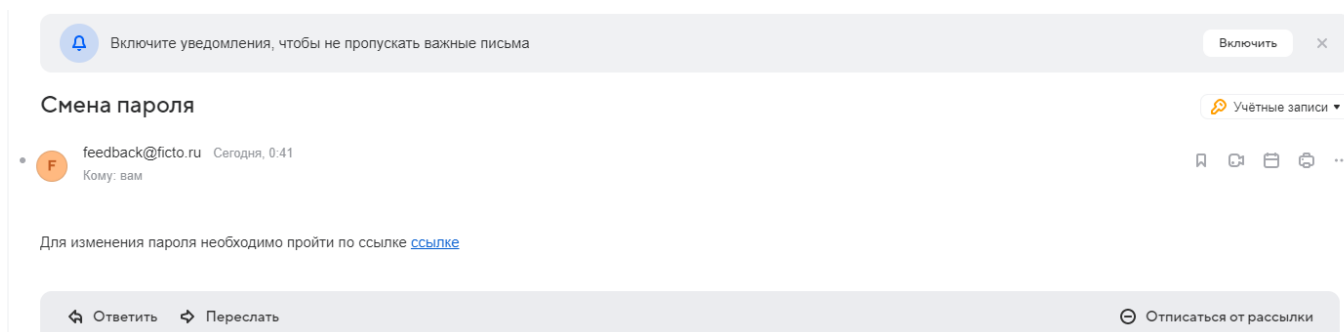 Включите уведомления, чтобы не пропускать важные письма Включить
Смена пароля
Учётные записи
F feedback@ficto.ru Сегодня, 0:41
Кому: вам
Для изменения пароля необходимо пройти по ссылке ссылке
Ответить Переслать Отписаться от рассылки